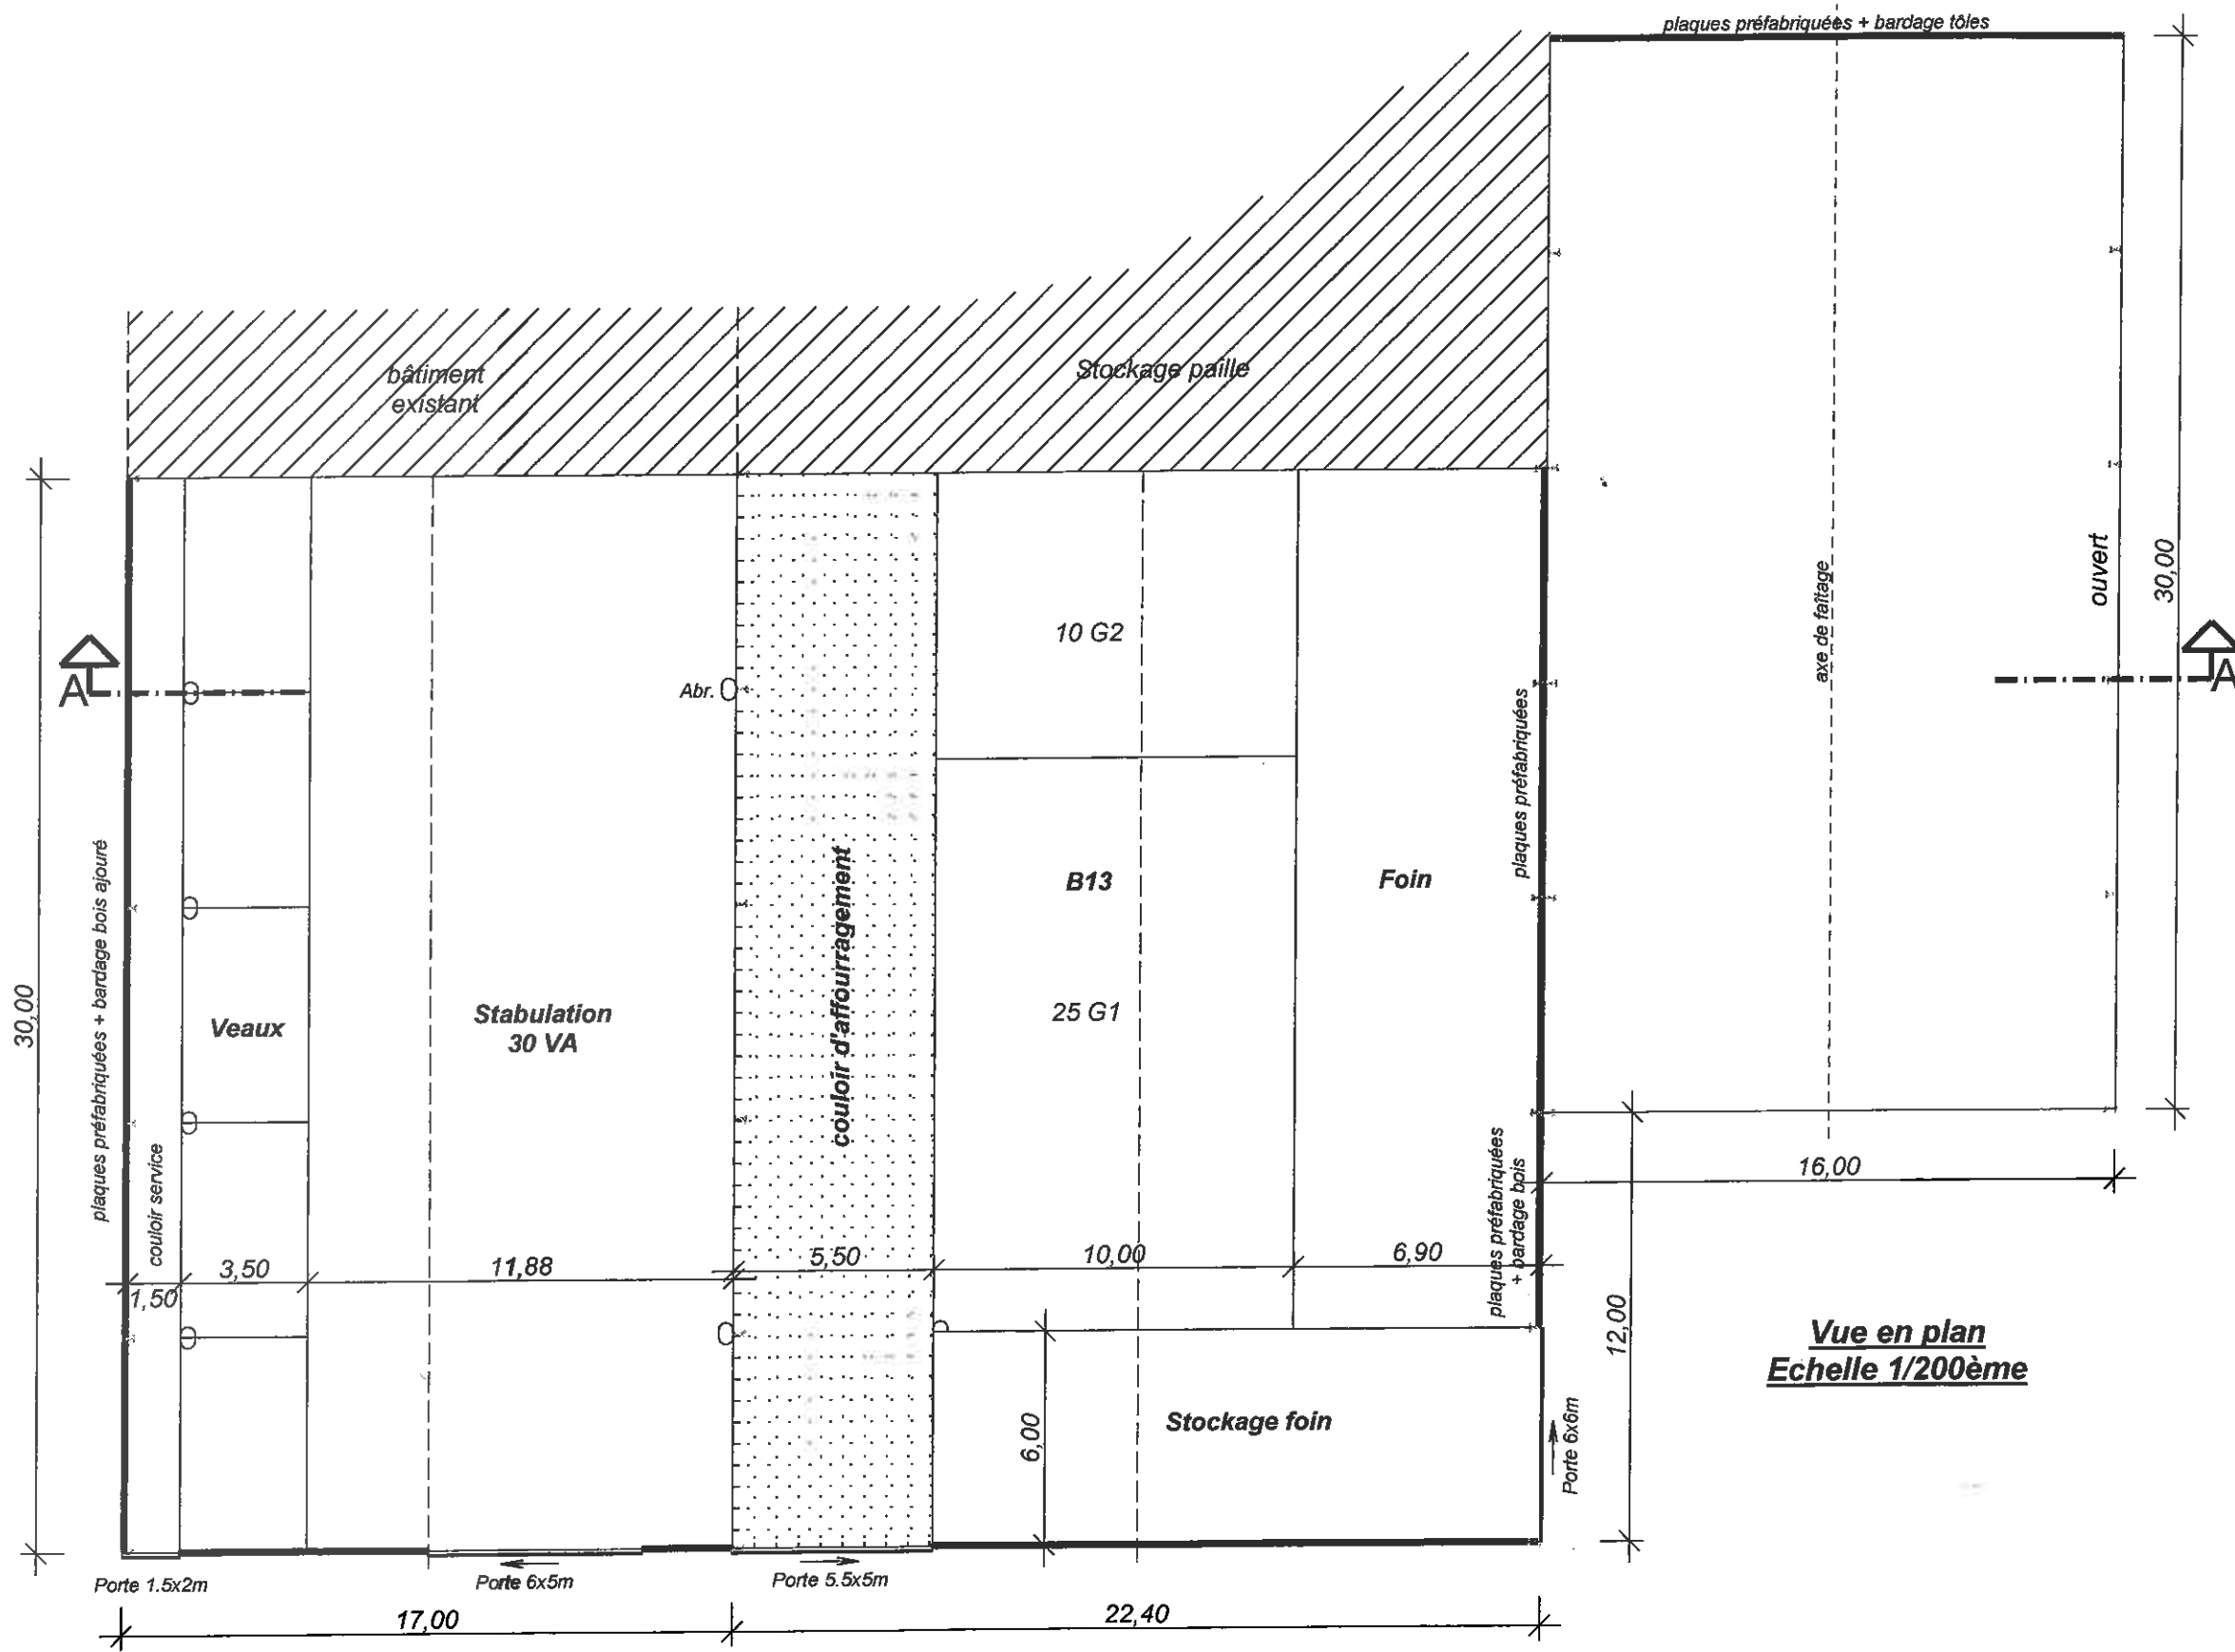 plaques préfabriquées + bardage tôles
bâtiment
existant
Stockage paille
ouvert
30,00
axe de faîtage
10 G2
A
Abr.
A
plaques préfabriquées
plaques préfabriquées + bardage bois ajouré
couloir d'affourragement
B13
Foin
30,00
Veaux
Stabulation
30 VA
25 G1
couloir service
plaques préfabriquées
+ bardage bois
16,00
1,50
3,50
11,88
5,50
10,00
6,90
12,00
Vue en plan
Echelle 1/200ème
6,00
Stockage foin
Porte 6x6m
Porte 1.5x2m
Porte 6x5m
Porte 5.5x5m
17,00
22,40